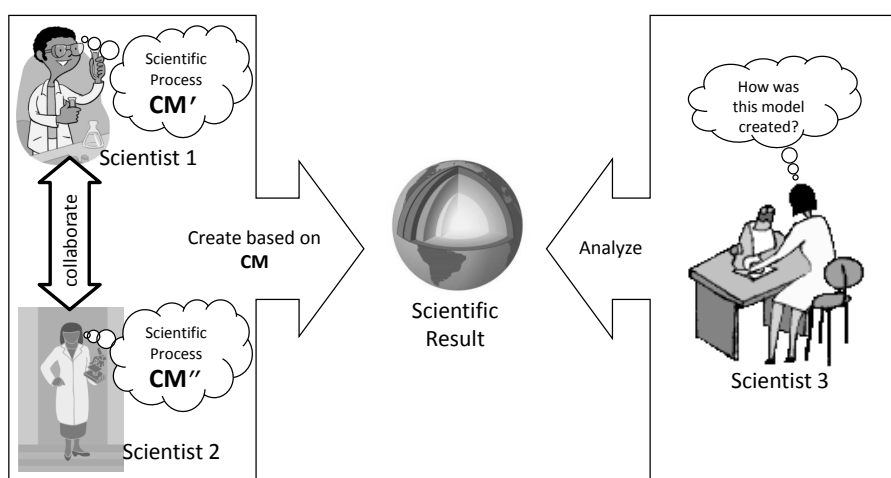 Scientific
Process
CM′
Scientist 1
collaborate
Scientific
Process
CM″
Scientist 2
Create based on
CM
Scientific
Result
Analyze
How was
this model
created?
Scientist 3